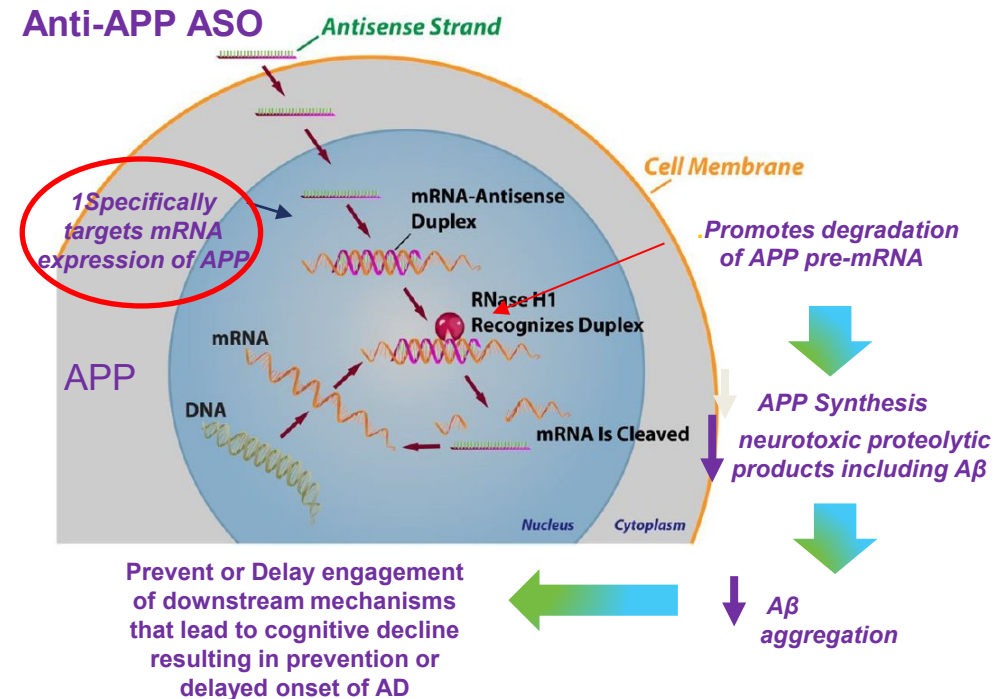 Anti-APP ASO
Antisense Strand
Cell Membrane
1Specifically
targets mRNA
expression of APP
mRNA-Antisense
Duplex
.Promotes degradation
of APP pre-mRNA
RNase H1
Recognizes Duplex
mRNA
APP
DNA
mRNA Is Cleaved
APP Synthesis
neurotoxic proteolytic
products including Aβ
Nucleus Cytoplasm
Prevent or Delay engagement
of downstream mechanisms
that lead to cognitive decline
resulting in prevention or
delayed onset of AD
Aβ
aggregation